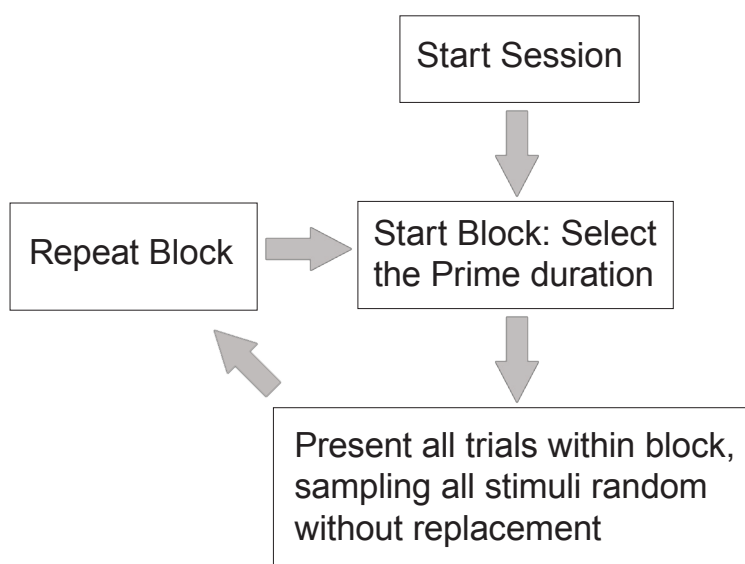 Start Session
Repeat Block
Start Block: Select
the Prime duration
Present all trials within block,
sampling all stimuli random
without replacement